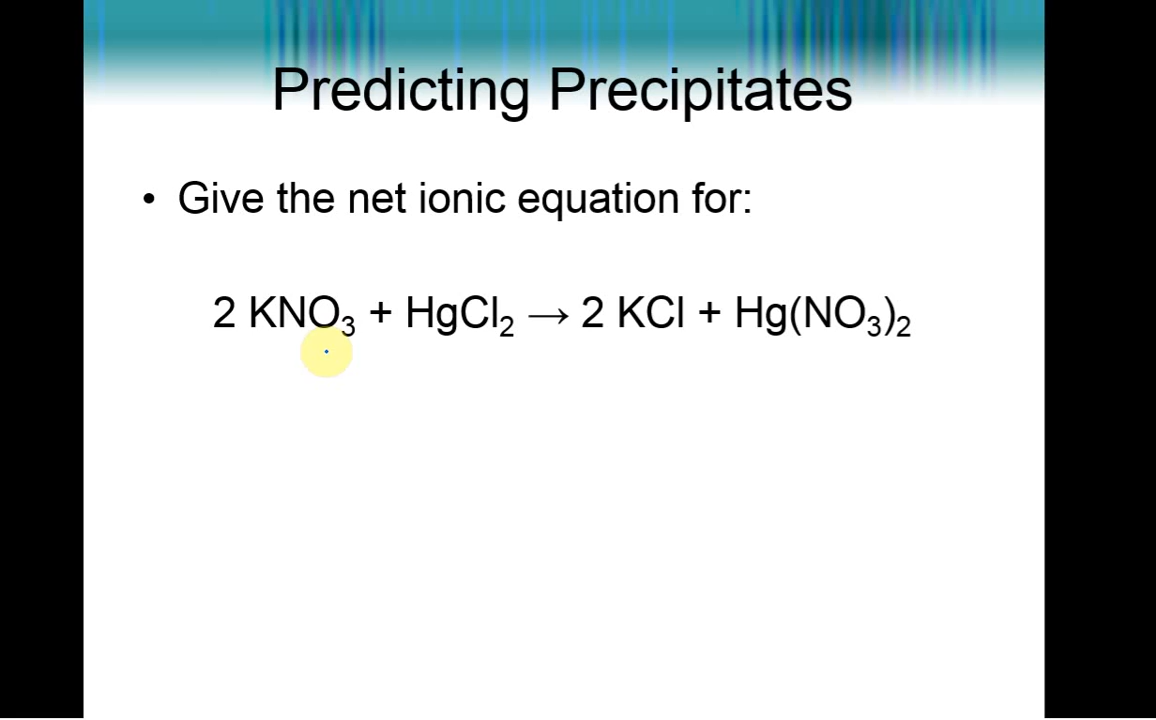 Predicting Precipitates
• Give the net ionic equation for:
2 KNO₃ + HgCl₂ → 2 KCl + Hg(NO₃)₂